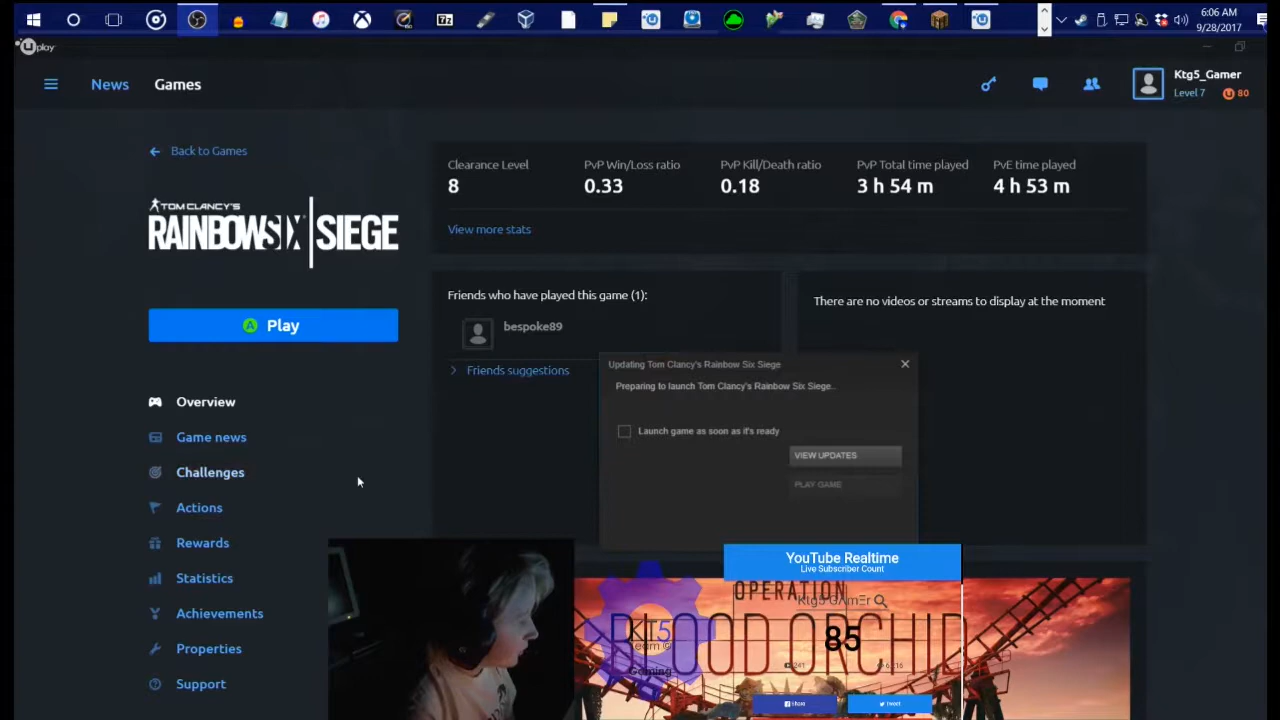 6:06 AM
9/28/2017
Uplay
News
Games
Ktg5_Gamer
Level 7
80
Back to Games
Clearance Level
8
PvP Win/Loss ratio
0.33
PvP Kill/Death ratio
0.18
PvP Total time played
3 h 54 m
PvE time played
4 h 53 m
View more stats
TOM CLANCY'S
RAINBOWSIX SIEGE
A Play
Friends who have played this game (1):
bespoke89
Friends suggestions
There are no videos or streams to display at the moment
Updating Tom Clancy's Rainbow Six Siege
Preparing to launch Tom Clancy's Rainbow Six Siege..
Launch game as soon as it's ready
VIEW UPDATES
PLAY GAME
Overview
Game news
Challenges
Actions
Rewards
Statistics
Achievements
Properties
Support
YouTube Realtime
Live Subscriber Count
OPERATION
BLOOD ORCHID
85
241
Share
Tweet
Gaming